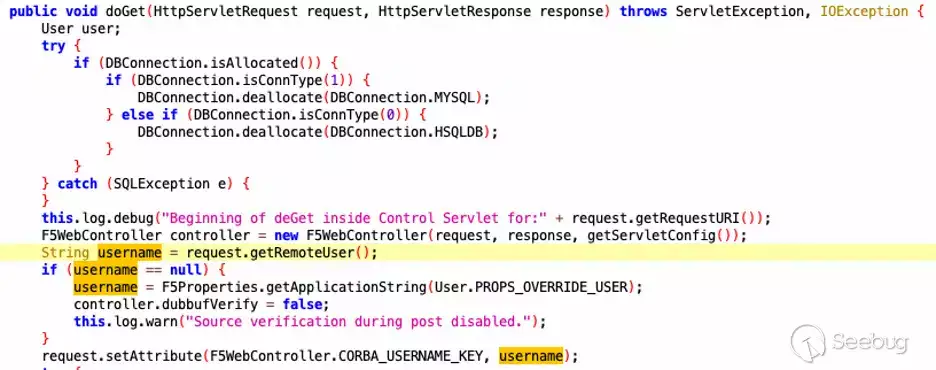 public void doGet(HttpServletRequest request, HttpServletResponse response) throws ServletException, IOException {
User user;
try {
if (DBConnection.isAllocated()) {
if (DBConnection.isConnType(1)) {
DBConnection.deallocate(DBConnection.MYSQL);
} else if (DBConnection.isConnType(0)) {
DBConnection.deallocate(DBConnection.HSQLDB);
}
}
} catch (SQLException e) {
}
this.log.debug("Beginning of deGet inside Control Servlet for:" + request.getRequestURI());
F5WebController controller = new F5WebController(request, response, getServletConfig());
String username = request.getRemoteUser();
if (username == null) {
username = F5Properties.getApplicationString(User.PROPS_OVERRIDE_USER);
controller.dubbufVerify = false;
this.log.warn("Source verification during post disabled.");
}
request.setAttribute(F5WebController.CORBA_USERNAME_KEY, username);
Seebug